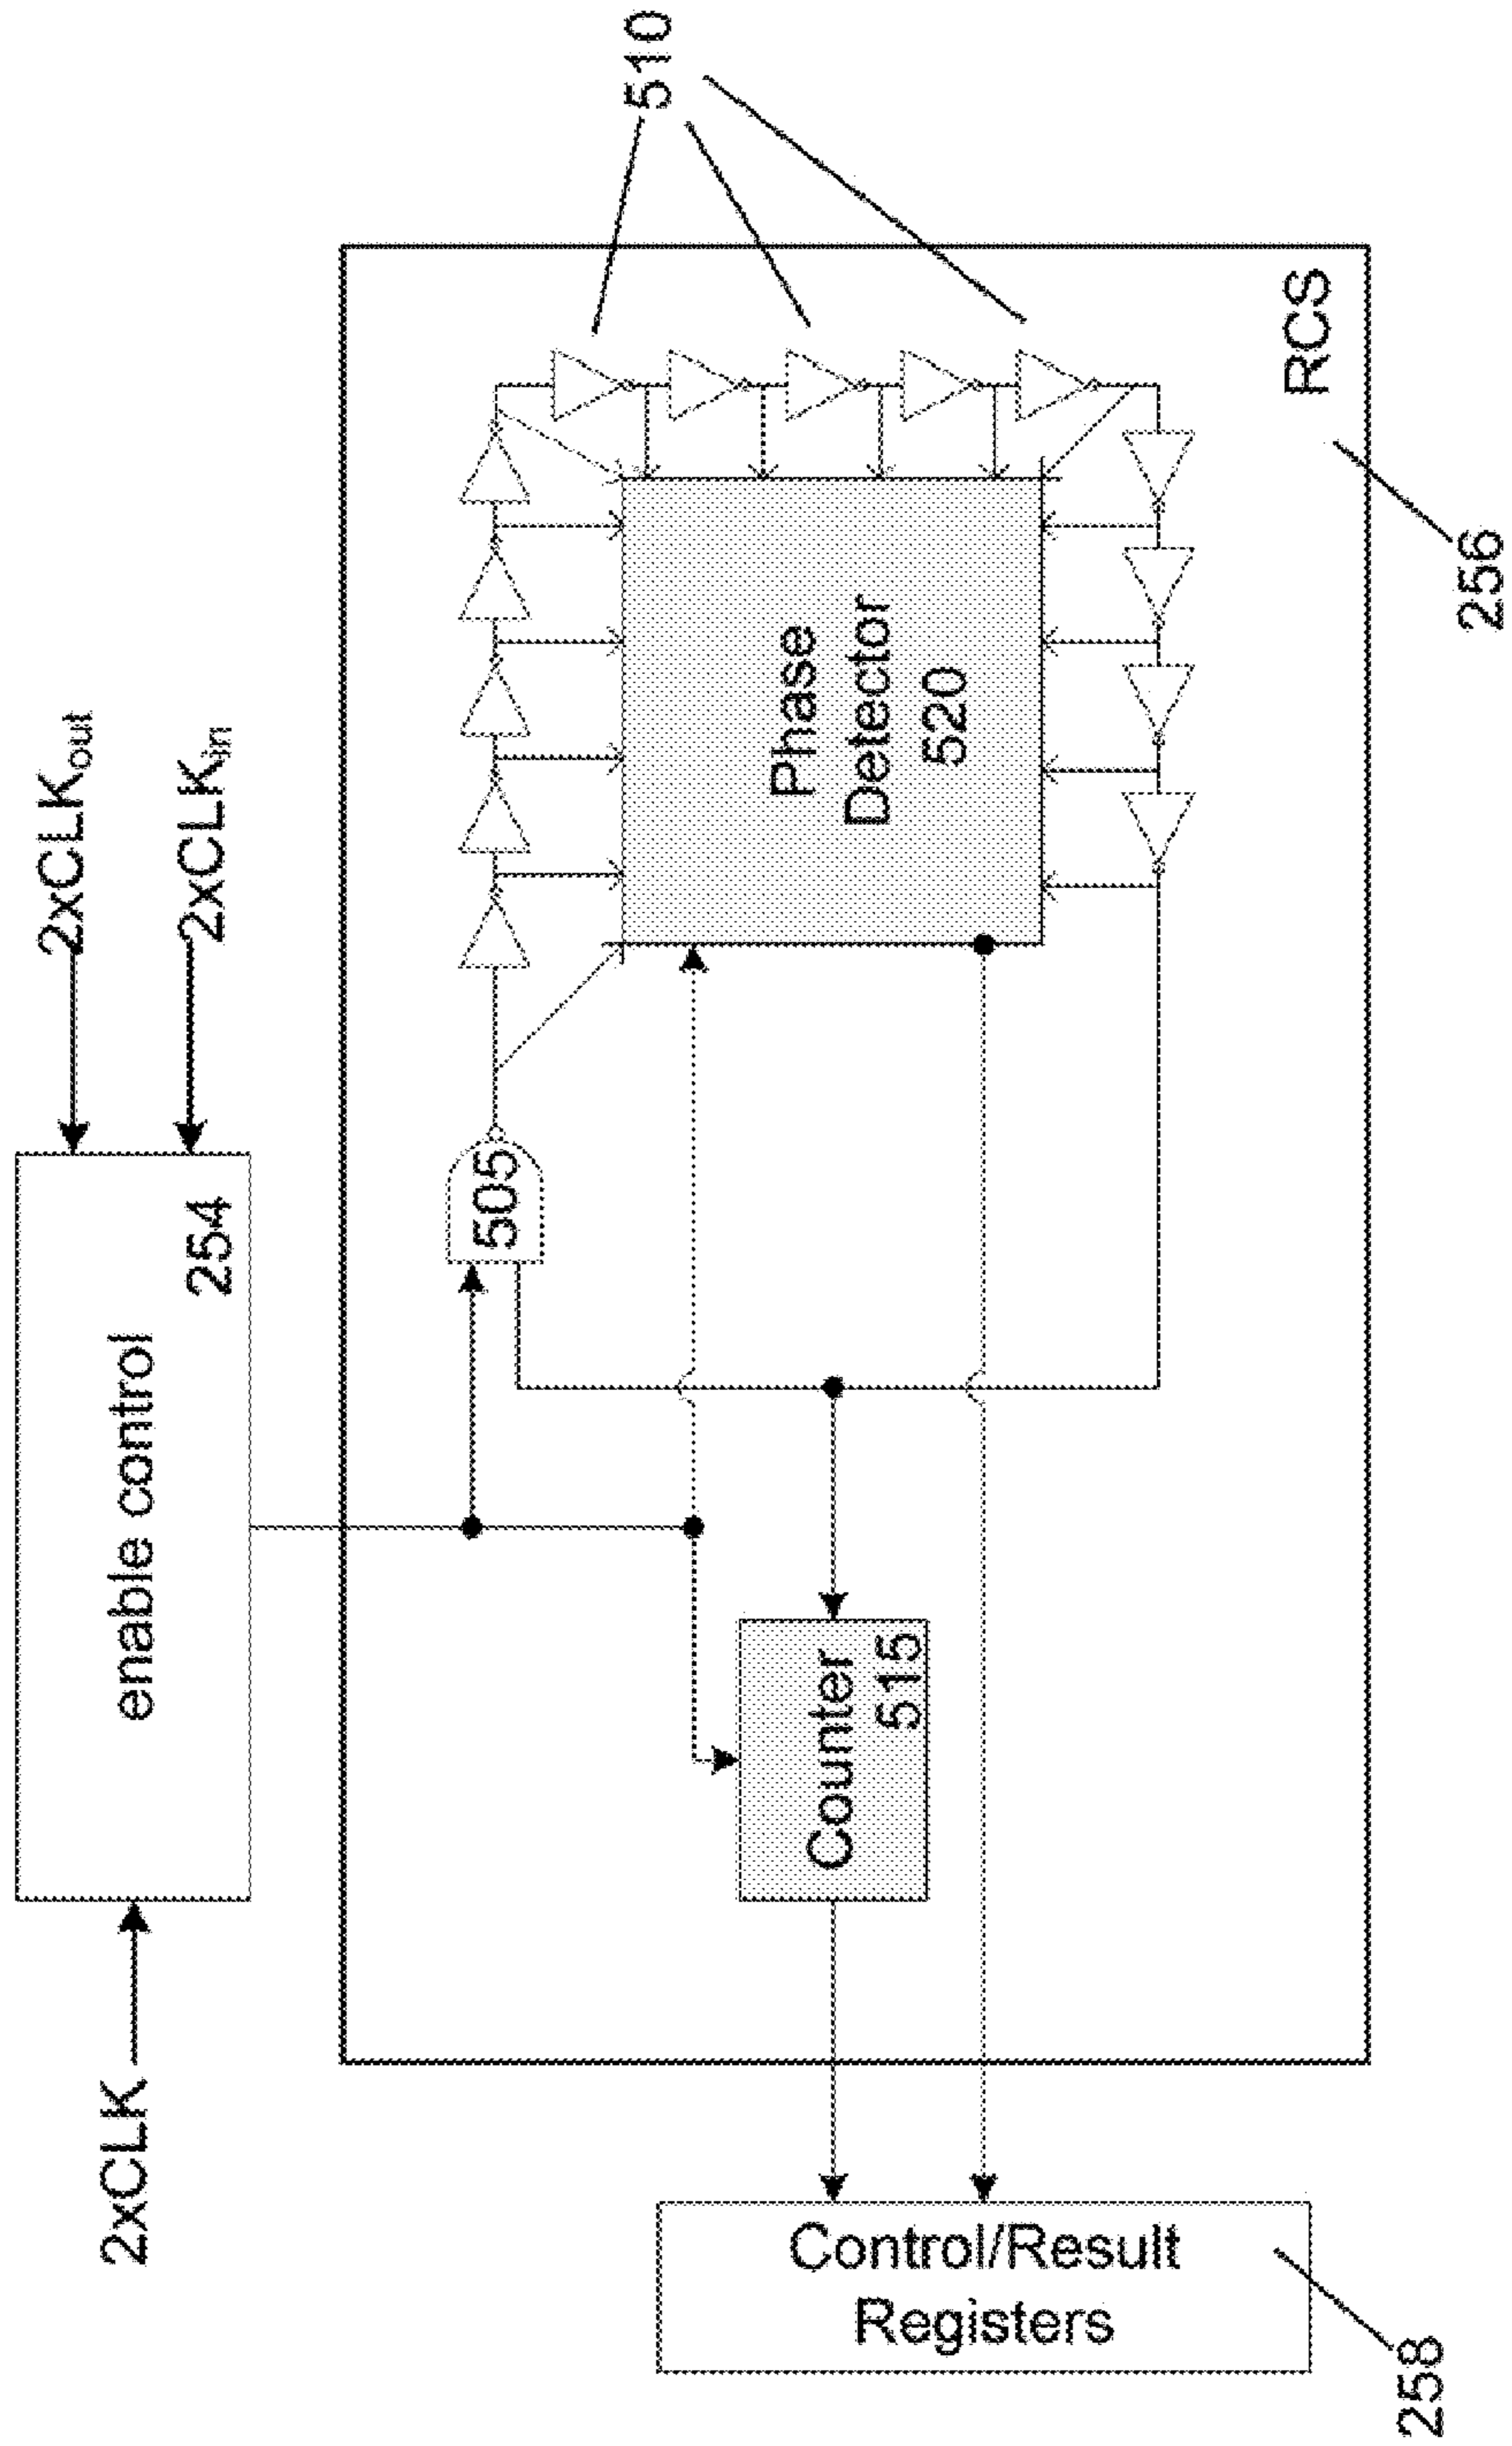 2xCLK
enable control
254
2xCLKout
2xCLKin
505
510
Phase
Detector
520
Counter
515
RCS
256
Control/Result
Registers
258